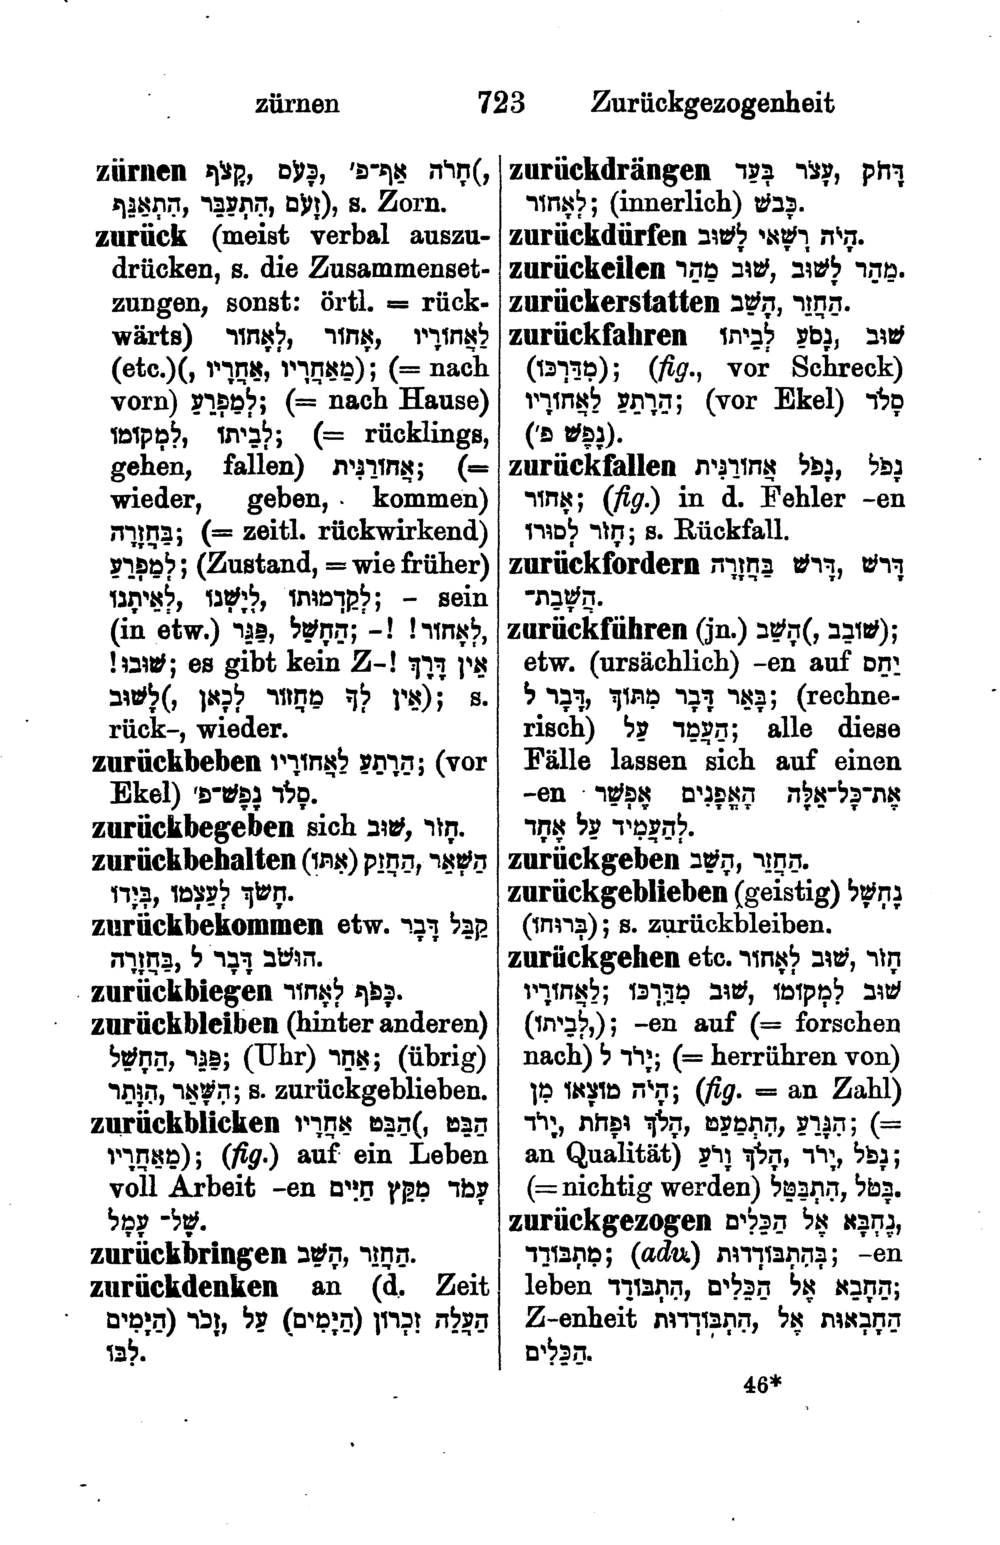 zürnen 723 Zurückgezogenheit
zürnen קָצֹף, כָּעֹס, חָרֹה אַף־פ׳(,
זָעֹם), הִתְעַבֵּר, הִתְאַנֵּף, s. Zorn.
zurück (meist verbal auszu-
drücken, s. die Zusammenset-
zungen, sonst: örtl. = rück-
wärts) לְאָחוֹר, אָחוֹר, לַאֲחוֹרָיו
(etc.)(, אַחֲרָיו, מֵאַחֲרָיו); (= nach
vorn) לְמַפְרֵעַ; (= nach Hause)
לְבֵיתוֹ, לִמְקוֹמוֹ; (= rücklings,
gehen, fallen) אֲחוֹרַנִּית; (=
wieder, geben, kommen)
בַּחֲזָרָה; (= zeitl. rückwirkend)
לְמַפְרֵעַ; (Zustand, = wie früher)
לְקַדְמוּתוֹ, לְיָשְׁנוֹ, לְאֵיתָנוֹ; - sein
(in etw.) פַּגֵּר, הֵחָשֵׁל; -! לְאָחוֹר!,
שׁוּבוּ!; es gibt kein Z-! אֵין דֶּרֶךְ
לָשׁוּב(, אֵין לְךָ מַחֲזוֹר לְכָאן); s.
rück-, wieder.
zurückbeben הֵרָתַע לַאֲחוֹרָיו; (vor
Ekel) סָלֹד נֶפֶשׁ־פ׳.
zurückbegeben sich חָזֹר, שׁוּב.
zurückbehalten הַשְׁאֵר, הַחֲזֵק (אִתּוֹ)
חָשֹׂךְ לְעַצְמוֹ, בְּיָדוֹ.
zurückbekommen etw. קַבֵּל דָּבָר
בַּחֲזָרָה, הוּשַׁב דָּבָר ל.
zurückbiegen כָּפֹף לְאָחוֹר.
zurückbleiben (hinter anderen)
פַּגֵּר, הֵחָשֵׁל; (Uhr) אַחֵר; (übrig)
הִשָּׁאֵר, הִוָּתֵר; s. zurückgeblieben.
zurückblicken הַבֵּט אַחֲרָיו )הַבֵּט(,
מֵאַחֲרָיו); (fig.) auf ein Leben
voll Arbeit -en עָמֹד מִקֵּץ חַיִּים
שֶׁל־ עָמָל.
zurückbringen הַחֲזֵר, הָשֵׁב.
zurückdenken an (d. Zeit
הַעֲלֵה זִכְרוֹן (הַיָּמִים) עַל, זָכֹר (הַיָּמִים
לִבּוֹ.
zurückdrängen דָּחֹק, עָצֹר בְּעַד
לְאָחוֹר; (innerlich) כָּבֹשׁ.
zurückdürfen הָיֹה רַשַּׁאי לָשׁוּב.
zurückeilen מַהֵר לָשׁוּב, שׁוּב מַהֵר.
zurückerstatten הַחֲזֵר, הָשֵׁב.
zurückfahren שׁוּב, נָסֹעַ לְבֵיתוֹ
(מִדַּרְכּוֹ); (fig., vor Schreck)
הֵרָתַע לַאֲחוֹרָיו; (vor Ekel) סָלֹד
(נֶפֶשׁ פ׳).
zurückfallen נָפֹל, נָפֹל אֲחוֹרַנִּית
אָחוֹר; (fig.) in d. Fehler -en
חָזֹר לְסוּרוֹ; s. Rückfall.
zurückfordern דָּרֹשׁ, דָּרֹשׁ בַּחֲזָרָה
הֲשָׁבַת־.
zurückführen (jn.) הָשֵׁב(, שׁוֹבֵב);
etw. (ursächlich) -en auf יַחֵס
דָּבָר ל, בָּאֵר דָּבָר מִתּוֹךְ; (rechne-
risch) הַעֲמֵד עַל; alle diese
Fälle lassen sich auf einen
-en אֶת־כָּל־אֵלֶּה הָאֳפָנִים אֶפְשָׁר
לְהַעֲמִיד עַל אֶחָד.
zurückgeben הַחֲזֵר, הָשֵׁב.
zurückgeblieben (geistig) נֶחְשָׁל
(בְּרוּחוֹ); s. zurückbleiben.
zurückgehen etc. חָזֹר, שׁוּב לְאָחוֹר
שׁוּב לִמְקוֹמוֹ, שׁוּב מִדַּרְכּוֹ; לַאֲחוֹרָיו
(לְבֵיתוֹ,); -en auf (= forschen
nach) יָרֹד ל; (= herrühren von)
הָיֹה מוֹצָאוֹ מִן; (fig. = an Zahl)
הִגָּרֵעַ, הִתְמַעֵט, הָלֹךְ וּפָחֹת, יָרֹד; (=
an Qualität) נָפֹל, יָרֹד, הָלֹךְ וָרֹעַ;
(= nichtig werden) בָּטֹל, הִתְבַּטֵּל.
zurückgezogen נֶחְבָּא אֶל הַכֵּלִים,
מִתְבּוֹדֵד; (adv.) בְּהִתְבּוֹדְדוּת; -en
leben הִתְבּוֹדֵד, הֵחָבֵא אֶל הַכֵּלִים;
Z-enheit הִתְבּוֹדְדוּת, הֵחָבְאוּת אֶל
הַכֵּלִים.
46*